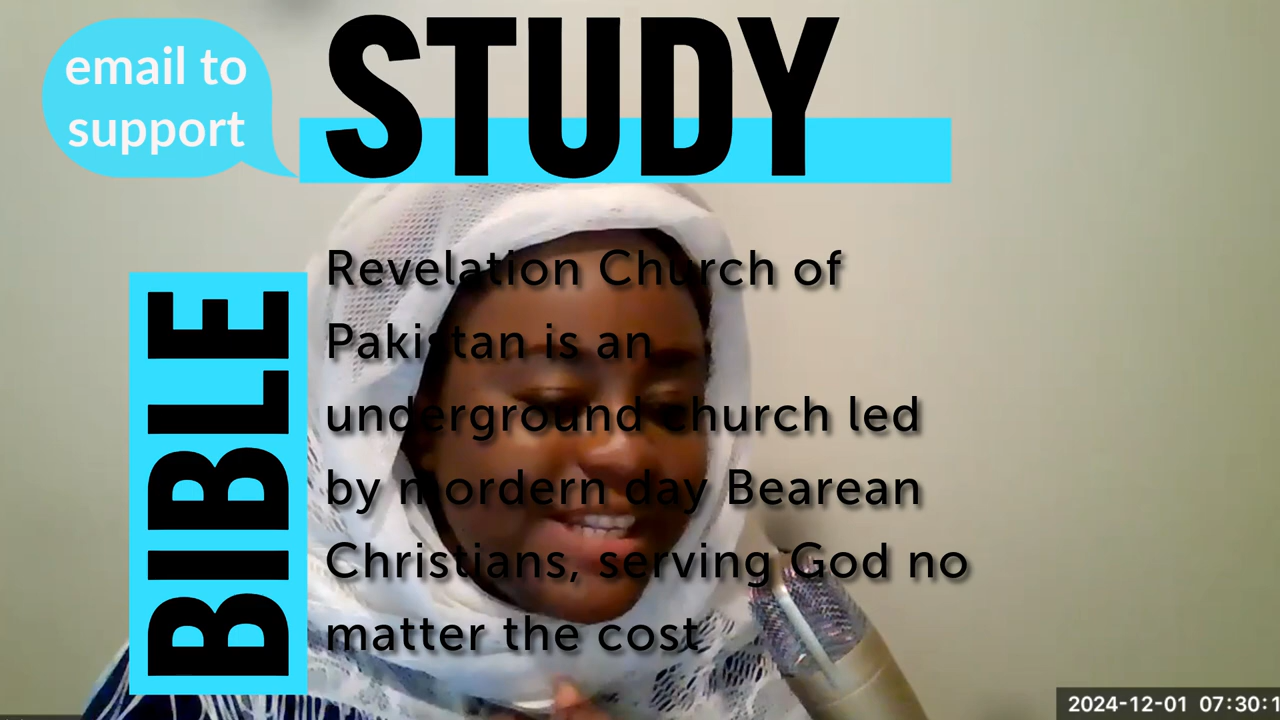 email to
support
STUDY
BIBLE
Revelation Church of
Pakistan is an
underground church led
by mordern day Bearean
Christians, serving God no
matter the cost
2024-12-01 07:30:1